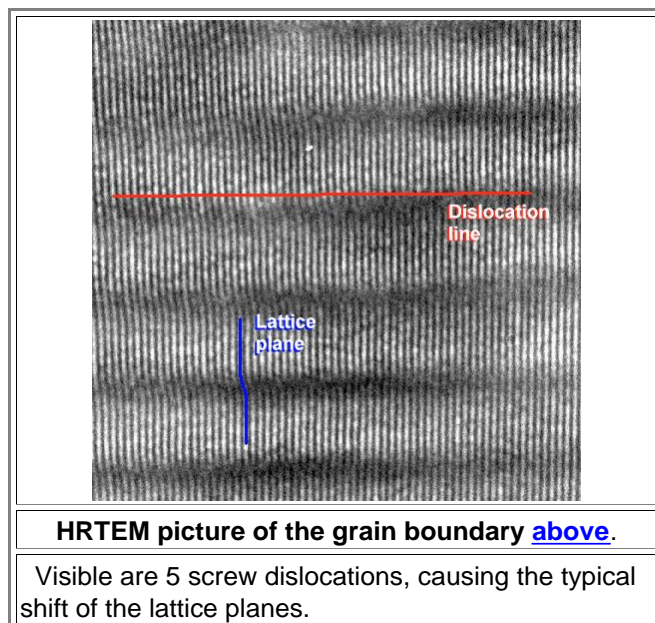 Dislocation
line
Lattice
plane
HRTEM picture of the grain boundary above.
Visible are 5 screw dislocations, causing the typical
shift of the lattice planes.